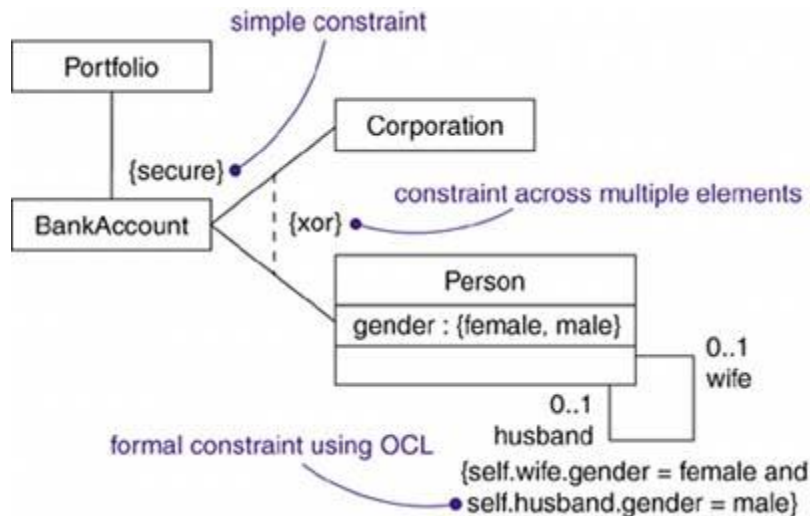 simple constraint
Portfolio
Corporation
{secure}
constraint across multiple elements
BankAccount
{xor}
Person
gender : {female, male}
0..1
wife
0..1
husband
formal constraint using OCL
{self.wife.gender = female and
self.husband.gender = male}